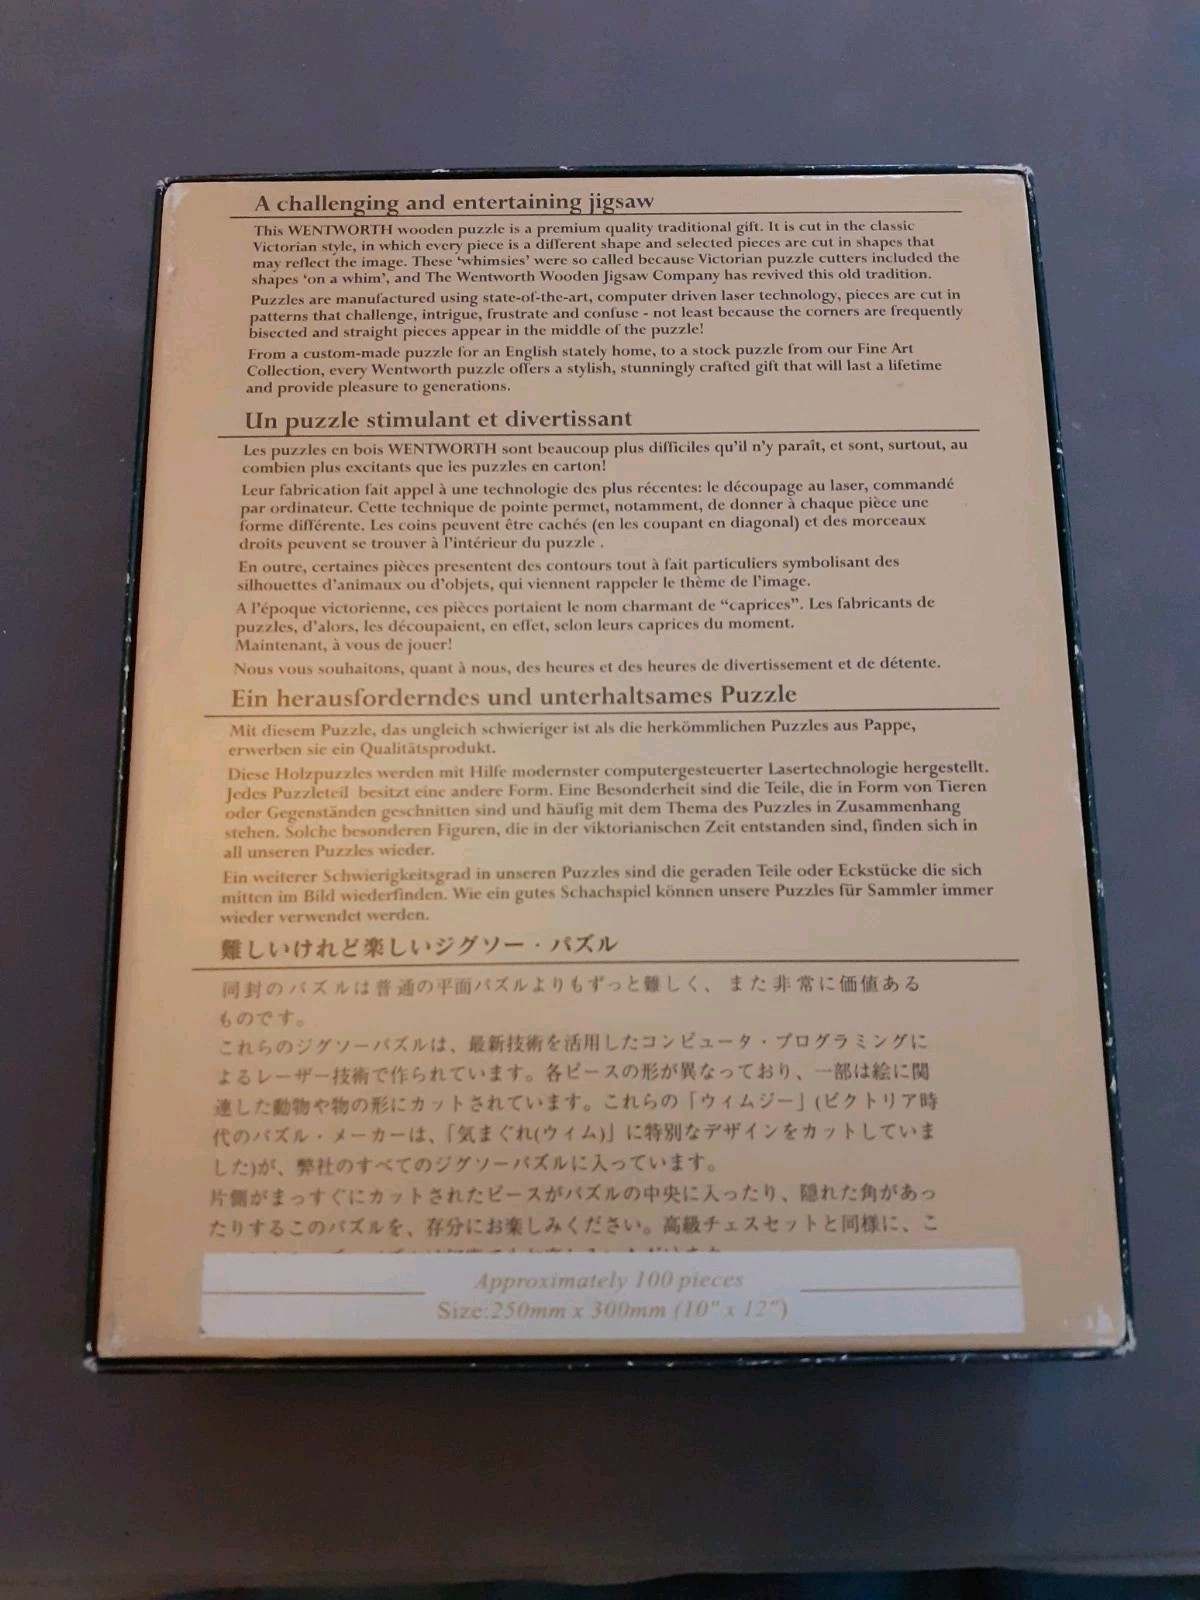 A challenging and entertaining jigsaw
This WENTWORTH wooden puzzle is a premium quality traditional gift. It is cut in the classic
Victorian style, in which every piece is a different shape and selected pieces are cut in shapes that
may reflect the image. These ‘whimsies’ were so called because Victorian puzzle cutters included the
shapes ‘on a whim’, and The Wentworth Wooden Jigsaw Company has revived this old tradition.
Puzzles are manufactured using state-of-the-art, computer driven laser technology, pieces are cut in
patterns that challenge, intrigue, frustrate and confuse - not least because the corners are frequently
bisected and straight pieces appear in the middle of the puzzle!
From a custom-made puzzle for an English stately home, to a stock puzzle from our Fine Art
Collection, every Wentworth puzzle offers a stylish, stunningly crafted gift that will last a lifetime
and provide pleasure to generations.
Un puzzle stimulant et divertissant
Les puzzles en bois WENTWORTH sont beaucoup plus difficiles qu’il n’y paraît, et sont, surtout, au
combien plus excitants que les puzzles en carton!
Leur fabrication fait appel à une technologie des plus récentes: le découpage au laser, commandé
par ordinateur. Cette technique de pointe permet, notamment, de donner à chaque pièce une
forme différente. Les coins peuvent être cachés (en les coupant en diagonal) et des morceaux
droits peuvent se trouver à l’intérieur du puzzle .
En outre, certaines pièces presentent des contours tout à fait particuliers symbolisant des
silhouettes d’animaux ou d’objets, qui viennent rappeler le thème de l’image.
A l’époque victorienne, ces pièces portaient le nom charmant de “caprices”. Les fabricants de
puzzles, d’alors, les découpaient, en effet, selon leurs caprices du moment.
Maintenant, à vous de jouer!
Nous vous souhaitons, quant à nous, des heures et des heures de divertissement et de détente.
Ein herausforderndes und unterhaltsames Puzzle
Mit diesem Puzzle, das ungleich schwieriger ist als die herkömmlichen Puzzles aus Pappe,
erwerben sie ein Qualitätsprodukt.
Diese Holzpuzzles werden mit Hilfe modernster computergesteuerter Lasertechnologie hergestellt.
Jedes Puzzleteil besitzt eine andere Form. Eine Besonderheit sind die Teile, die in Form von Tieren
oder Gegenständen geschnitten sind und häufig mit dem Thema des Puzzles in Zusammenhang
stehen. Solche besonderen Figuren, die in der viktorianischen Zeit entstanden sind, finden sich in
all unseren Puzzles wieder.
Ein weiterer Schwierigkeitsgrad in unseren Puzzles sind die geraden Teile oder Eckstücke die sich
mitten im Bild wiederfinden. Wie ein gutes Schachspiel können unsere Puzzles für Sammler immer
wieder verwendet werden.
難しいけれど楽しいジグソー・パズル
同封のパズルは普通の平面パズルよりもずっと難しく、また非常に価値ある
ものです。
これらのジグソーパズルは、最新技術を活用したコンピュータ・プログラミングに
よるレーザー技術で作られています。各ピースの形が異なっており、一部は絵に関
連した動物や物の形にカットされています。これらの「ウィムジー」(ビクトリア時
代のパズル・メーカーは、「気まぐれ(ウィム)」に特別なデザインをカットしていま
した)が、弊社のすべてのジグソーパズルに入っています。
片側がまっすぐにカットされたピースがパズルの中央に入ったり、隠れた角があっ
たりするこのパズルを、存分にお楽しみください。高級チェスセットと同様に、こ
Approximately 100 pieces
Size:250mm x 300mm (10" x 12")